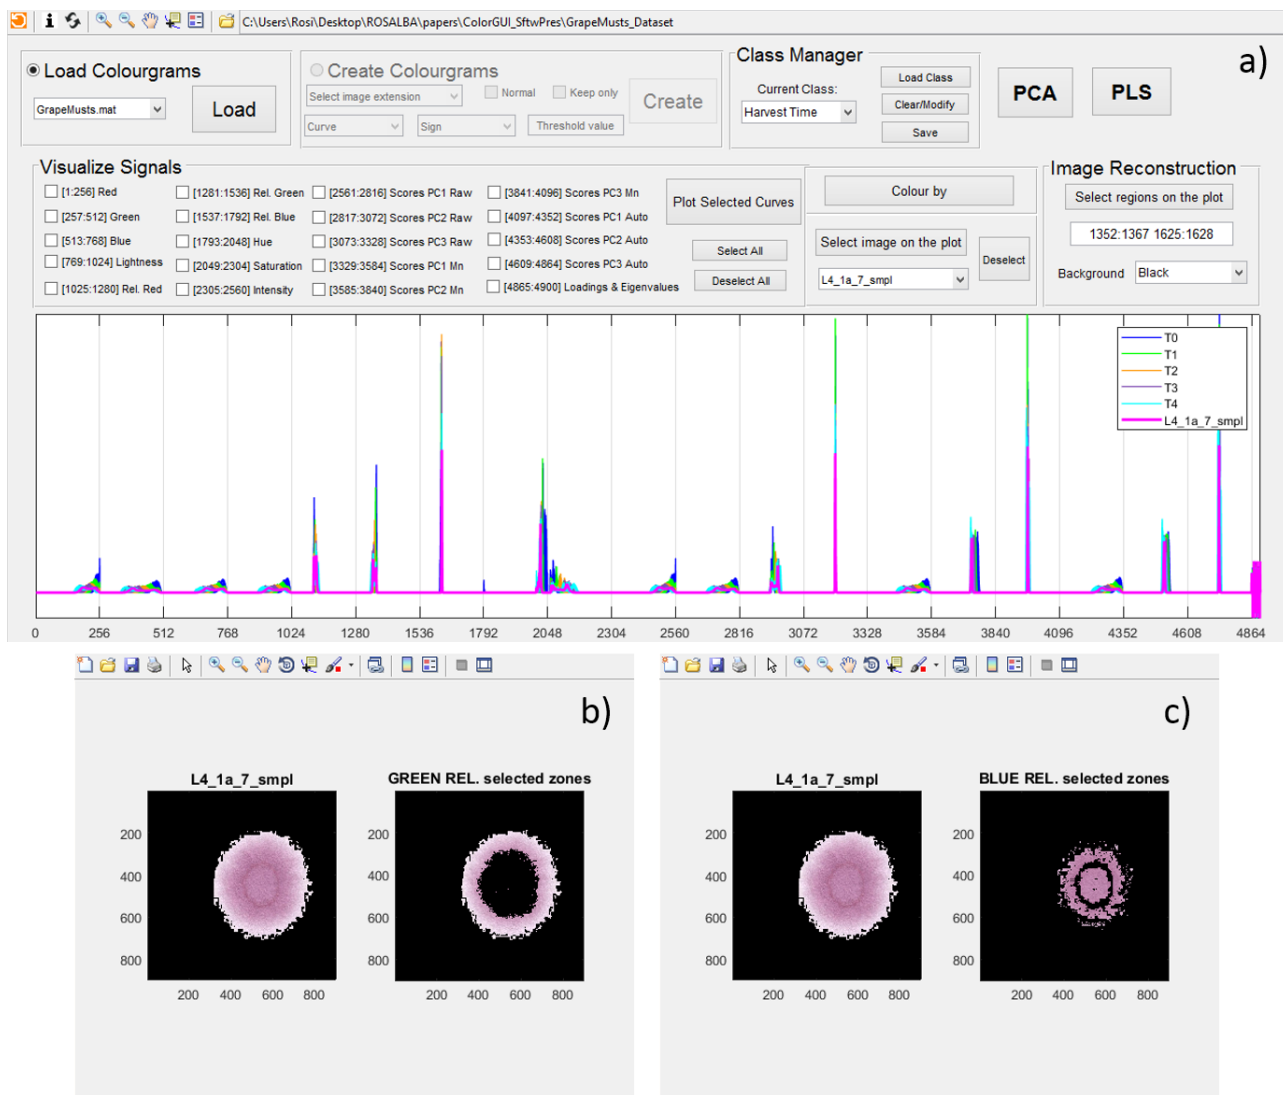 C:\Users\Rosi\Desktop\ROSALBA\papers\ColorGUI_SftwPres\GrapeMusts_Dataset
a)
Load Colourgrams
GrapeMusts.mat
Load
Create Colourgrams
Select image extension
Normal
Keep only
Create
Curve
Sign
Threshold value
Class Manager
Current Class:
Harvest Time
Load Class
Clear/Modify
Save
PCA
PLS
Visualize Signals
[1:256] Red
[257:512] Green
[513:768] Blue
[769:1024] Lightness
[1025:1280] Rel. Red
[1281:1536] Rel. Green
[1537:1792] Rel. Blue
[1793:2048] Hue
[2049:2304] Saturation
[2305:2560] Intensity
[2561:2816] Scores PC1 Raw
[2817:3072] Scores PC2 Raw
[3073:3328] Scores PC3 Raw
[3329:3584] Scores PC1 Mn
[3585:3840] Scores PC2 Mn
[3841:4096] Scores PC3 Mn
[4097:4352] Scores PC1 Auto
[4353:4608] Scores PC2 Auto
[4609:4864] Scores PC3 Auto
[4865:4900] Loadings & Eigenvalues
Plot Selected Curves
Select All
Deselect All
Colour by
Select image on the plot
L4_1a_7_smpl
Deselect
Image Reconstruction
Select regions on the plot
1352:1367 1625:1628
Background
Black
T0
T1
T2
T3
T4
L4_1a_7_smpl
0 256 512 768 1024 1280 1536 1792 2048 2304 2560 2816 3072 3328 3584 3840 4096 4352 4608 4864
b)
L4_1a_7_smpl
200
400
600
800
200 400 600 800
GREEN REL. selected zones
200
400
600
800
200 400 600 800
c)
L4_1a_7_smpl
200
400
600
800
200 400 600 800
BLUE REL. selected zones
200
400
600
800
200 400 600 800